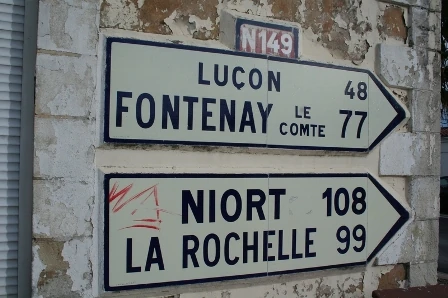 N149
LUÇON 48
FONTENAY LE COMTE 77
NIORT 108
LA ROCHELLE 99